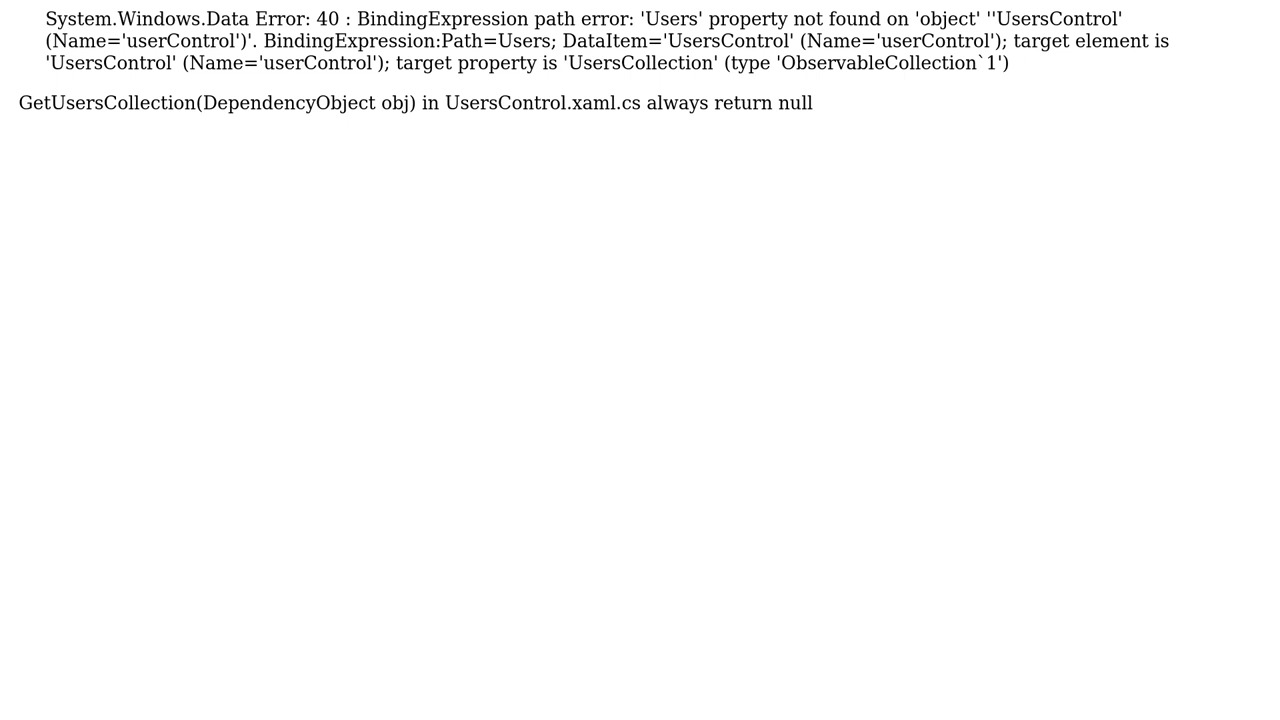 System.Windows.Data Error: 40 : BindingExpression path error: 'Users' property not found on 'object' ''UsersControl'
(Name='userControl')'. BindingExpression:Path=Users; DataItem='UsersControl' (Name='userControl'); target element is
'UsersControl' (Name='userControl'); target property is 'UsersCollection' (type 'ObservableCollection`1')
GetUsersCollection(DependencyObject obj) in UsersControl.xaml.cs always return null